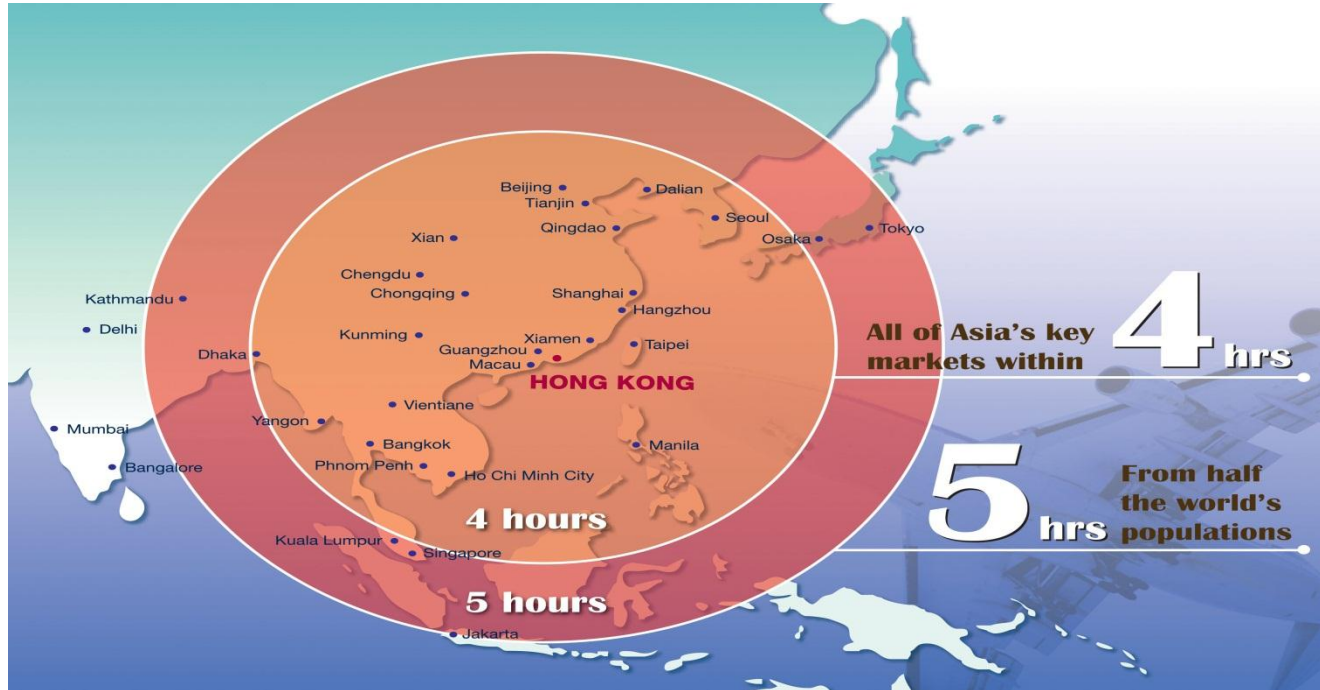 Beijing
Dalian
Tianjin
Seoul
Qingdao
Tokyo
Xian
Osaka
Chengdu
Chongqing
Shanghai
Kathmandu
Hangzhou
Delhi
Kunming
Xiamen
Taipei
Guangzhou
Dhaka
Macau
HONG KONG
All of Asia's key
markets within
4 hrs
Vientiane
Yangon
Mumbai
Bangkok
Manila
Phnom Penh
Bangalore
Ho Chi Minh City
5 hrs
From half
the world's
populations
4 hours
Kuala Lumpur
Singapore
5 hours
Jakarta